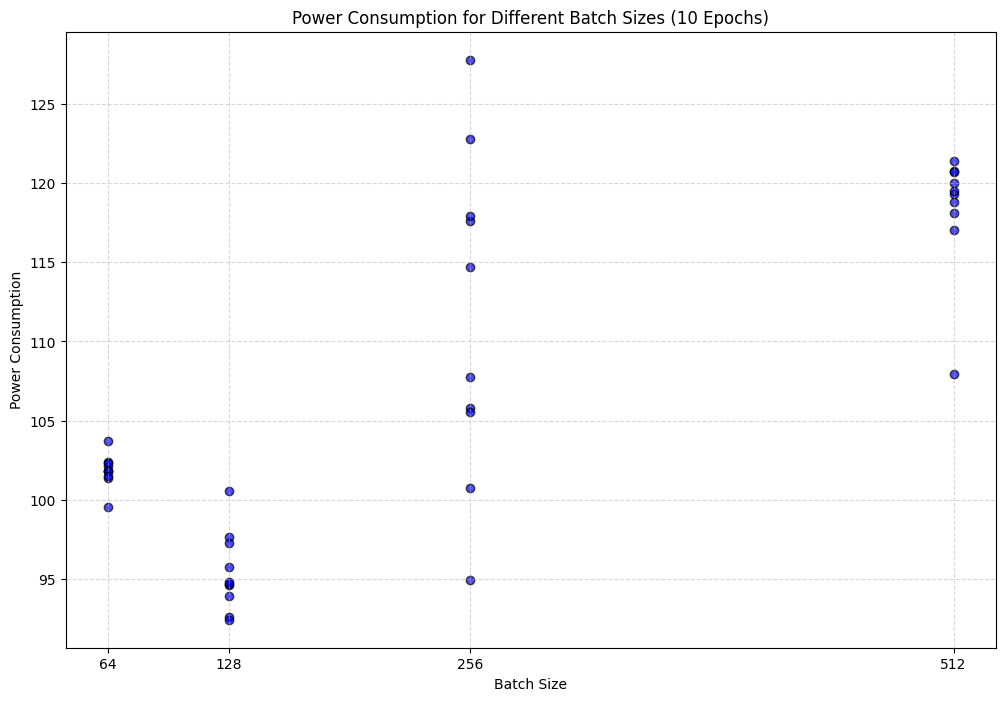 Power Consumption for Different Batch Sizes (10 Epochs)
Power Consumption
125
120
115
110
105
100
95
64 128 256 512
Batch Size